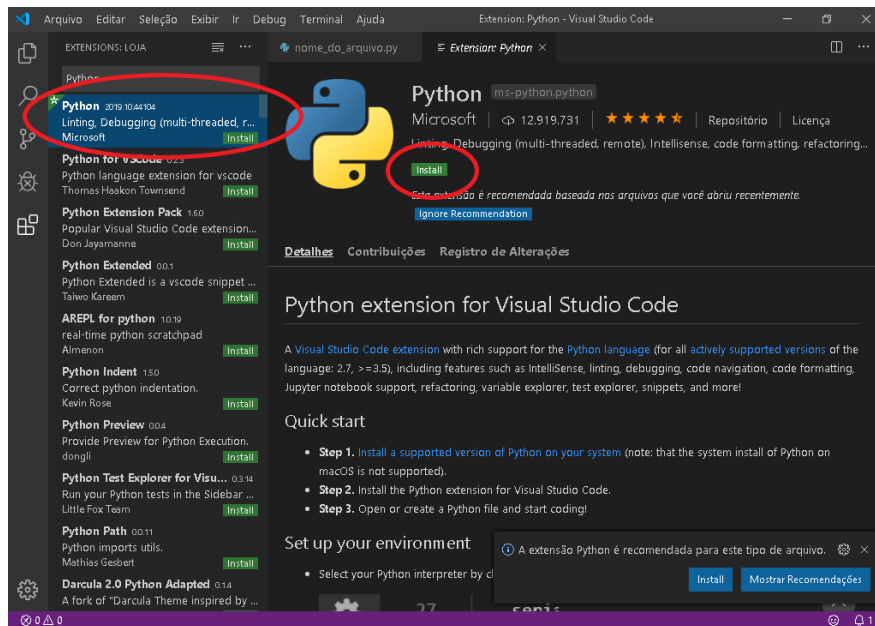 Arquivo Editar Seleção Exibir Ir Debug Terminal Ajuda
Extension: Python - Visual Studio Code
EXTENSIONS: LOJA
Python
Python 2019.10.44104
Linting, Debugging (multi-threaded, r...
Microsoft Install
Python for VSCode 0.2.3
Python language extension for vscode
Thomas Haakon Townsend Install
Python Extension Pack 1.6.0
Popular Visual Studio Code extension...
Don Jayamanne Install
Python Extended 0.0.1
Python Extended is a vscode snippet ...
Taiwo Kareem Install
AREPL for python 1.0.19
real-time python scratchpad
Almenon Install
Python Indent 1.5.0
Correct python indentation.
Kevin Rose Install
Python Preview 0.0.4
Provide Preview for Python Execution.
dongli Install
Python Test Explorer for Visu... 0.3.14
Run your Python tests in the Sidebar ...
Little Fox Team Install
Python Path 0.0.11
Python imports utils.
Mathias Gesbert Install
Darcula 2.0 Python Adapted 0.1.4
A fork of "Darcula Theme inspired by ...
nome_do_arquivo.py
Extension: Python
Python ms-python.python
Microsoft 12.919.731 Repositório Licença
Linting, Debugging (multi-threaded, remote), Intellisense, code formatting, refactoring...
Install
Esta extensão é recomendada baseada nos arquivos que você abriu recentemente.
Ignore Recommendation
Detalhes Contribuições Registro de Alterações
Python extension for Visual Studio Code
A Visual Studio Code extension with rich support for the Python language (for all actively supported versions of the
language: 2.7, >=3.5), including features such as IntelliSense, linting, debugging, code navigation, code formatting,
Jupyter notebook support, refactoring, variable explorer, test explorer, snippets, and more!
Quick start
• Step 1. Install a supported version of Python on your system (note: that the system install of Python on
macOS is not supported).
• Step 2. Install the Python extension for Visual Studio Code.
• Step 3. Open or create a Python file and start coding!
Set up your environment
• Select your Python interpreter by cl
27
A extensão Python é recomendada para este tipo de arquivo.
Install Mostrar Recomendações
0 0
1